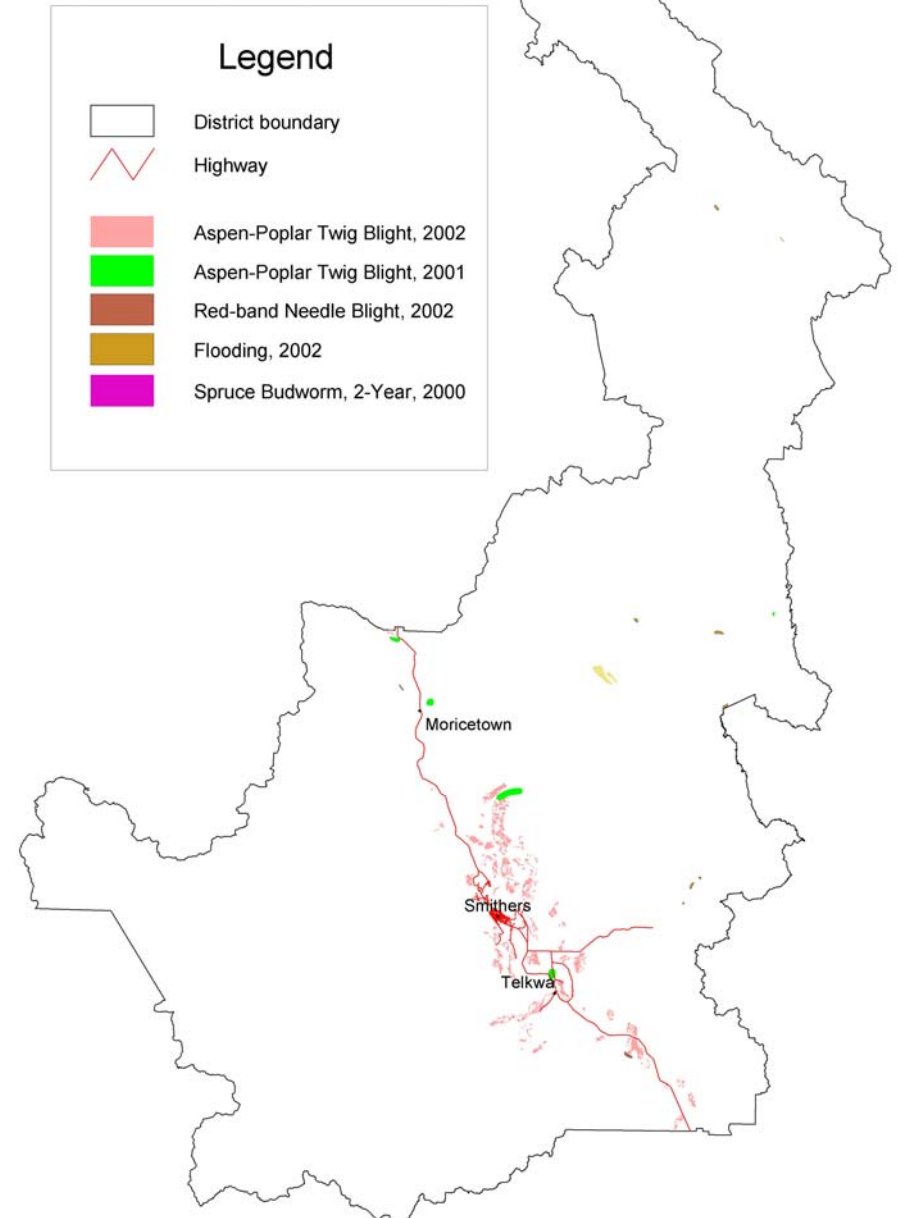 Legend
District boundary
Highway
Aspen-Poplar Twig Blight, 2002
Aspen-Poplar Twig Blight, 2001
Red-band Needle Blight, 2002
Flooding, 2002
Spruce Budworm, 2-Year, 2000
Moricetown
Smithers
Telkwa